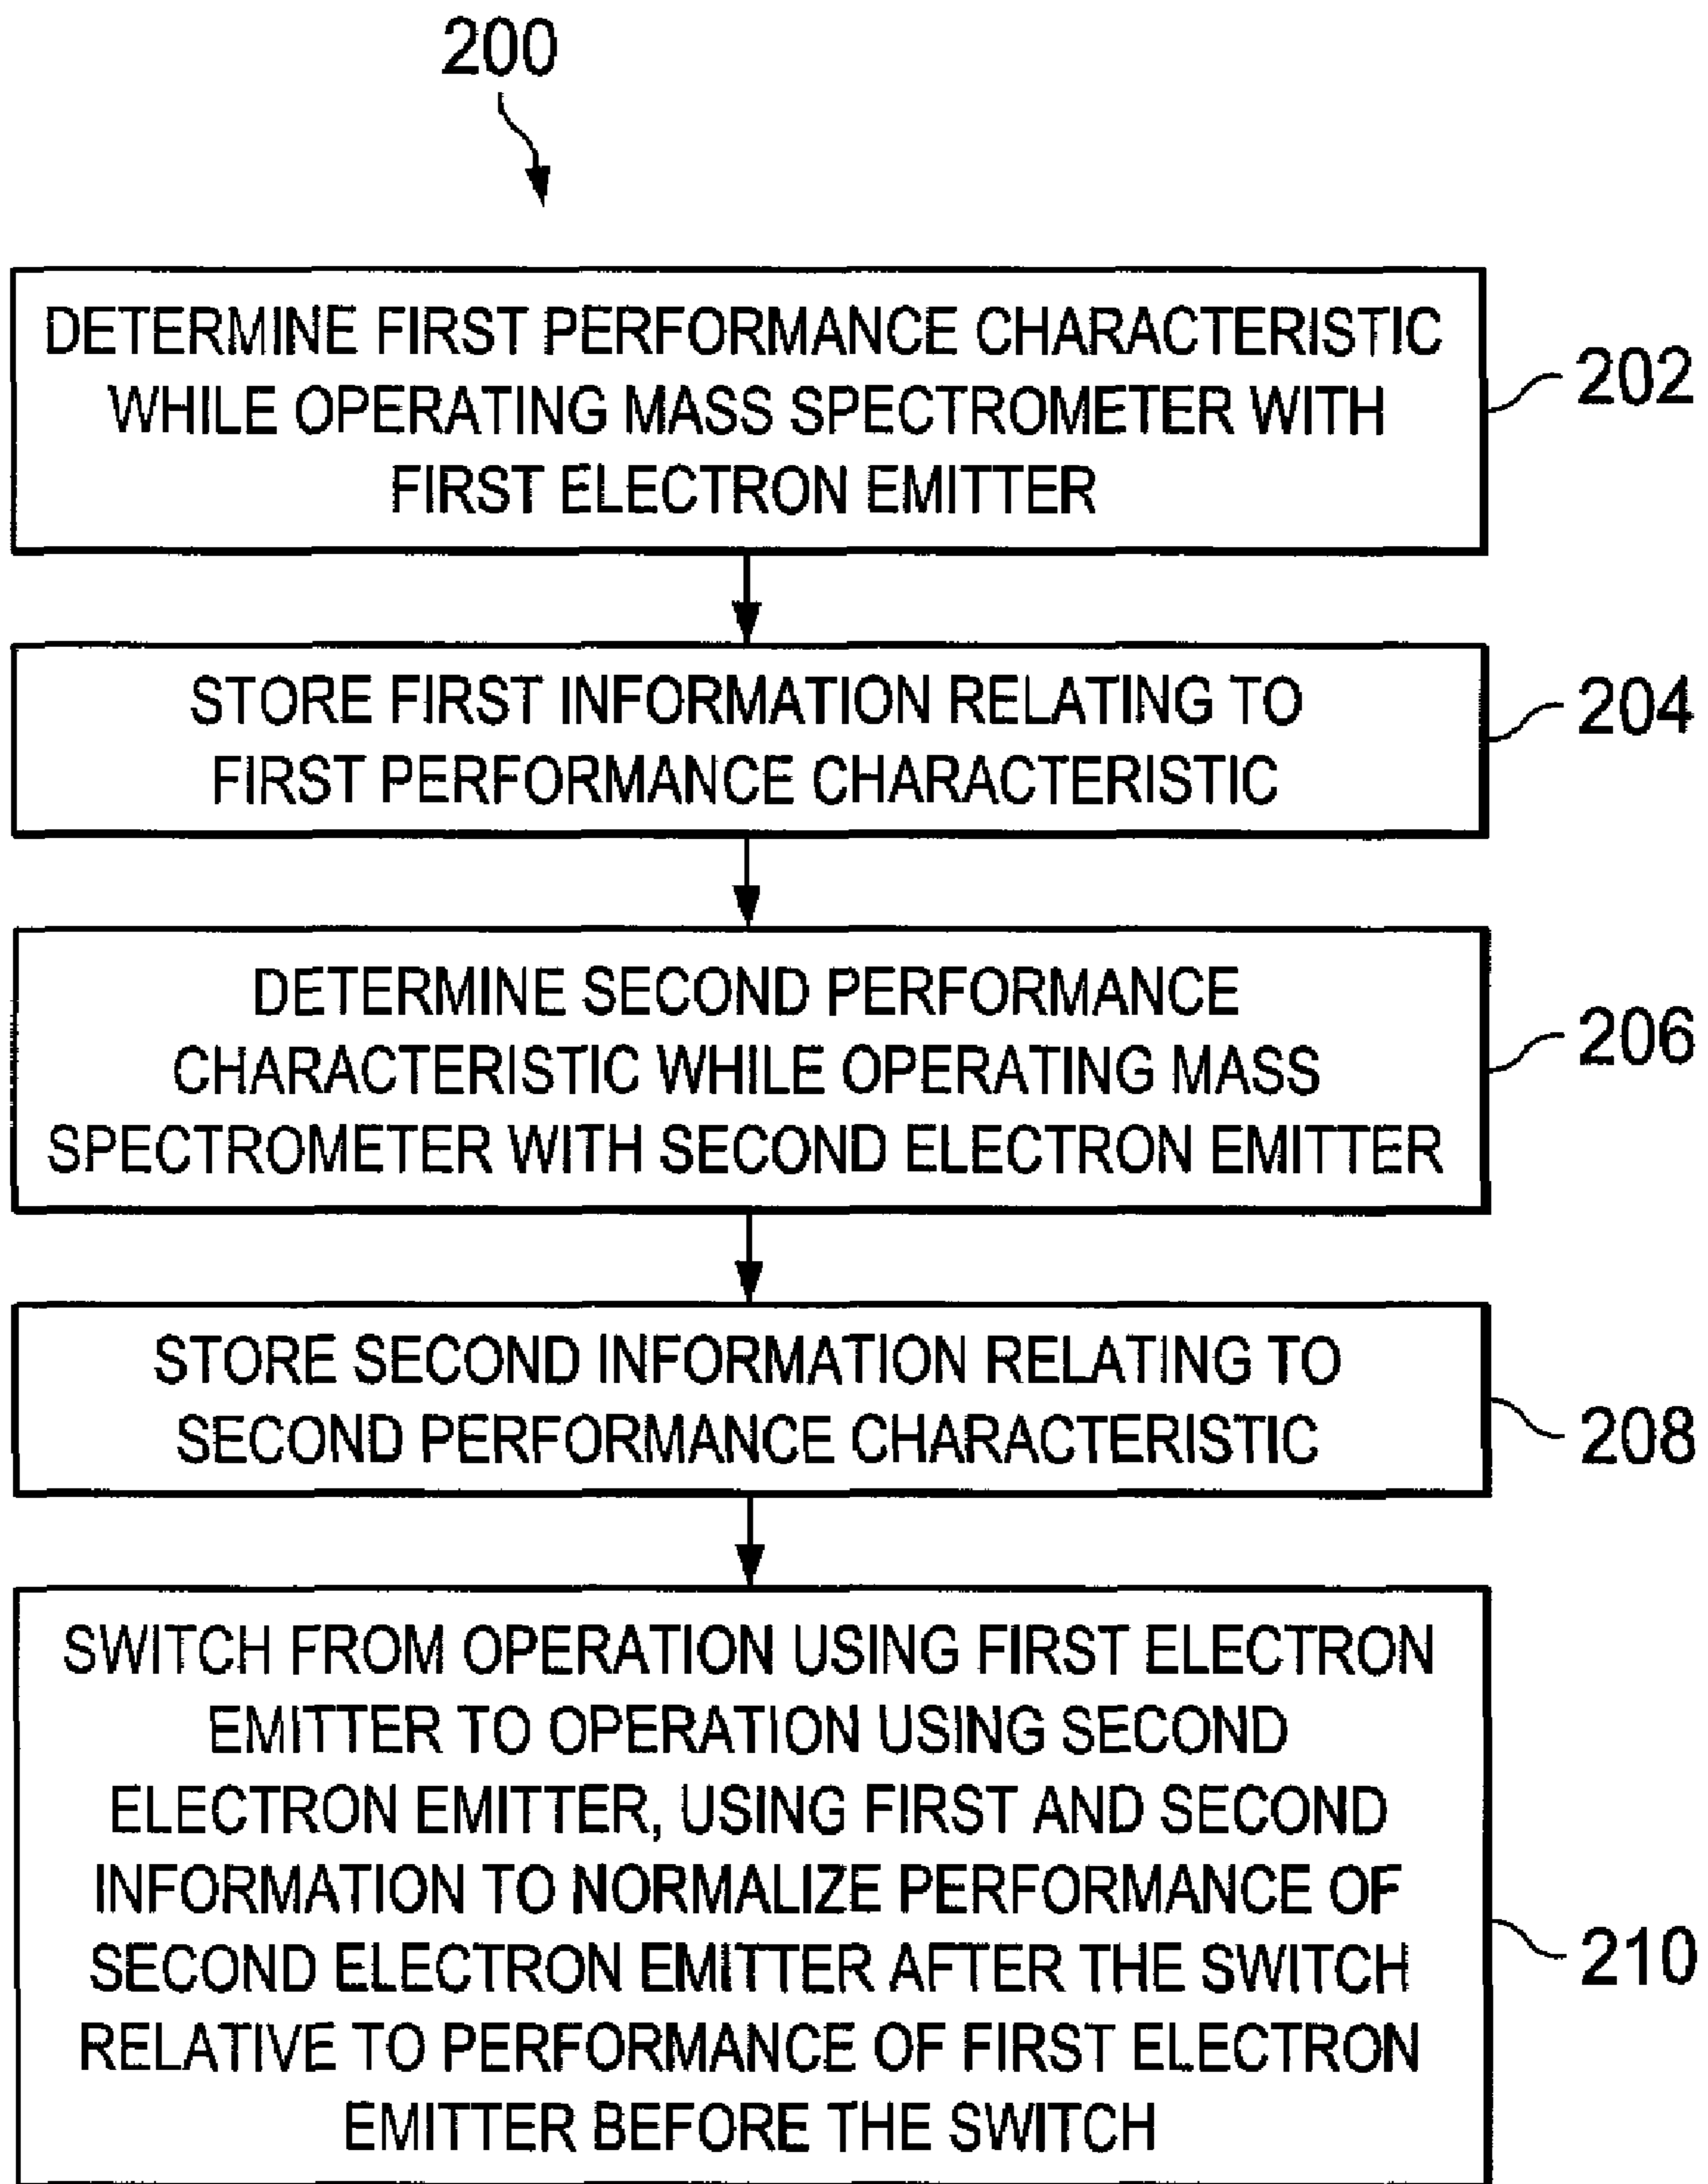 200
DETERMINE FIRST PERFORMANCE CHARACTERISTIC
WHILE OPERATING MASS SPECTROMETER WITH
FIRST ELECTRON EMITTER
202
STORE FIRST INFORMATION RELATING TO
FIRST PERFORMANCE CHARACTERISTIC
204
DETERMINE SECOND PERFORMANCE
CHARACTERISTIC WHILE OPERATING MASS
SPECTROMETER WITH SECOND ELECTRON EMITTER
206
STORE SECOND INFORMATION RELATING TO
SECOND PERFORMANCE CHARACTERISTIC
208
SWITCH FROM OPERATION USING FIRST ELECTRON
EMITTER TO OPERATION USING SECOND
ELECTRON EMITTER, USING FIRST AND SECOND
INFORMATION TO NORMALIZE PERFORMANCE OF
SECOND ELECTRON EMITTER AFTER THE SWITCH
RELATIVE TO PERFORMANCE OF FIRST ELECTRON
EMITTER BEFORE THE SWITCH
210